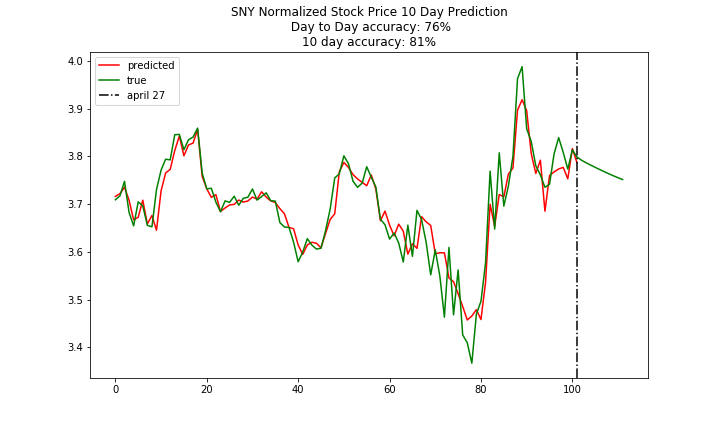 SNY Normalized Stock Price 10 Day Prediction
Day to Day accuracy: 76%
10 day accuracy: 81%
predicted
true
april 27
4.0
3.9
3.8
3.7
3.6
3.5
3.4
0 20 40 60 80 100